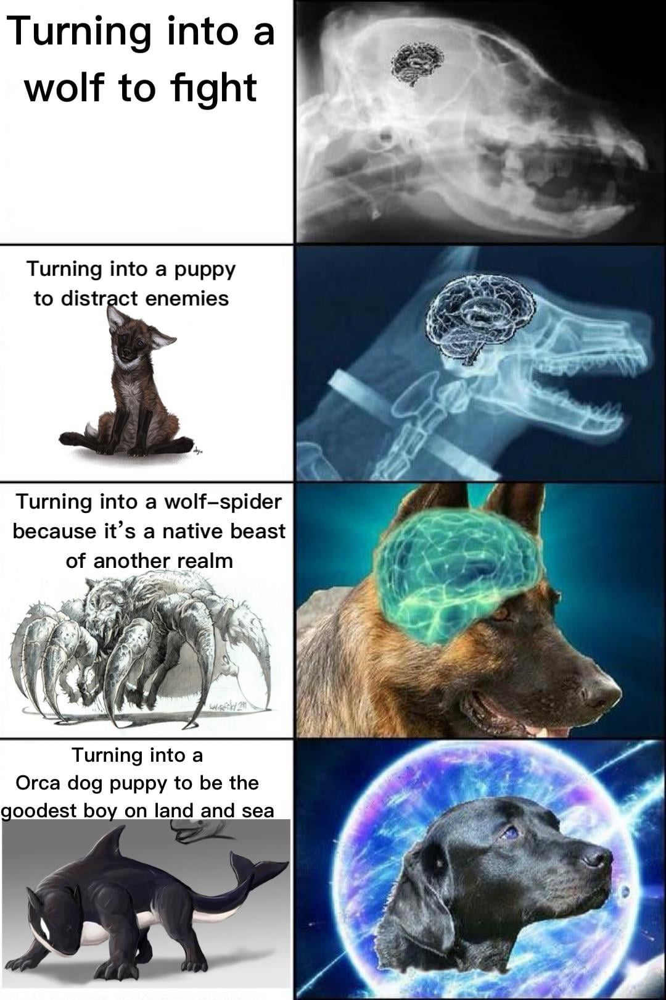 Turning into a
wolf to fight
Turning into a puppy
to distract enemies
Turning into a wolf-spider
because it's a native beast
of another realm
Turning into a
Orca dog puppy to be the
goodest boy on land and sea